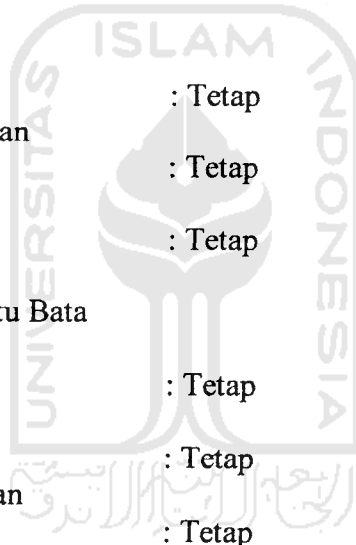 ISLAM
UNIVERSITAS
INDONESIA
: Tetap
an
: Tetap
: Tetap
tu Bata
: Tetap
: Tetap
an
: Tetap